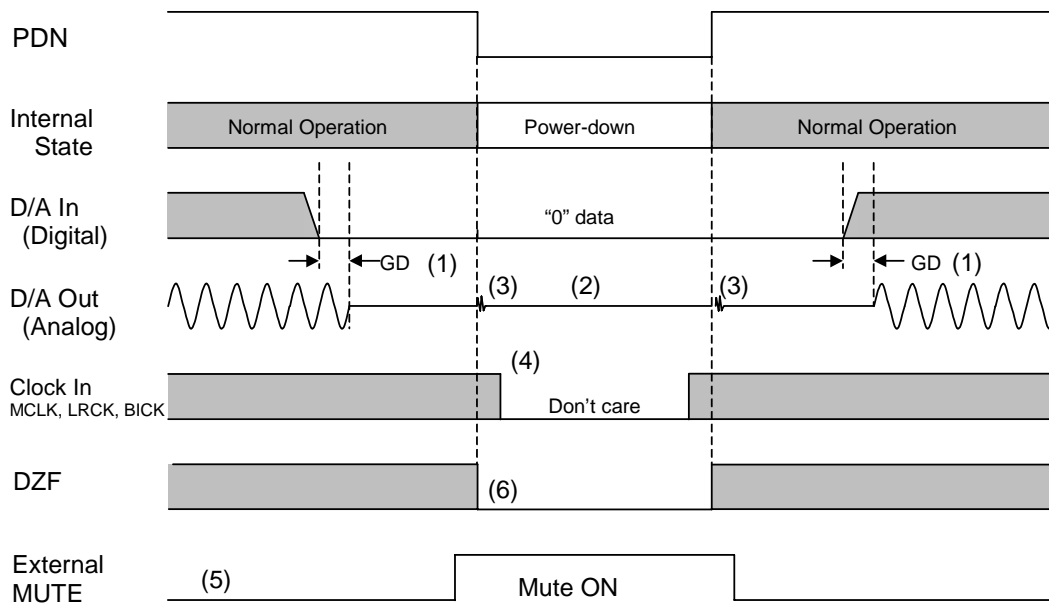 PDN
Internal
State
Normal Operation
Power-down
Normal Operation
D/A In
(Digital)
“0” data
GD (1)
GD (1)
D/A Out
(Analog)
(3)
(2)
(3)
Clock In
MCLK, LRCK, BICK
(4)
Don’t care
DZF
(6)
External
MUTE
(5)
Mute ON